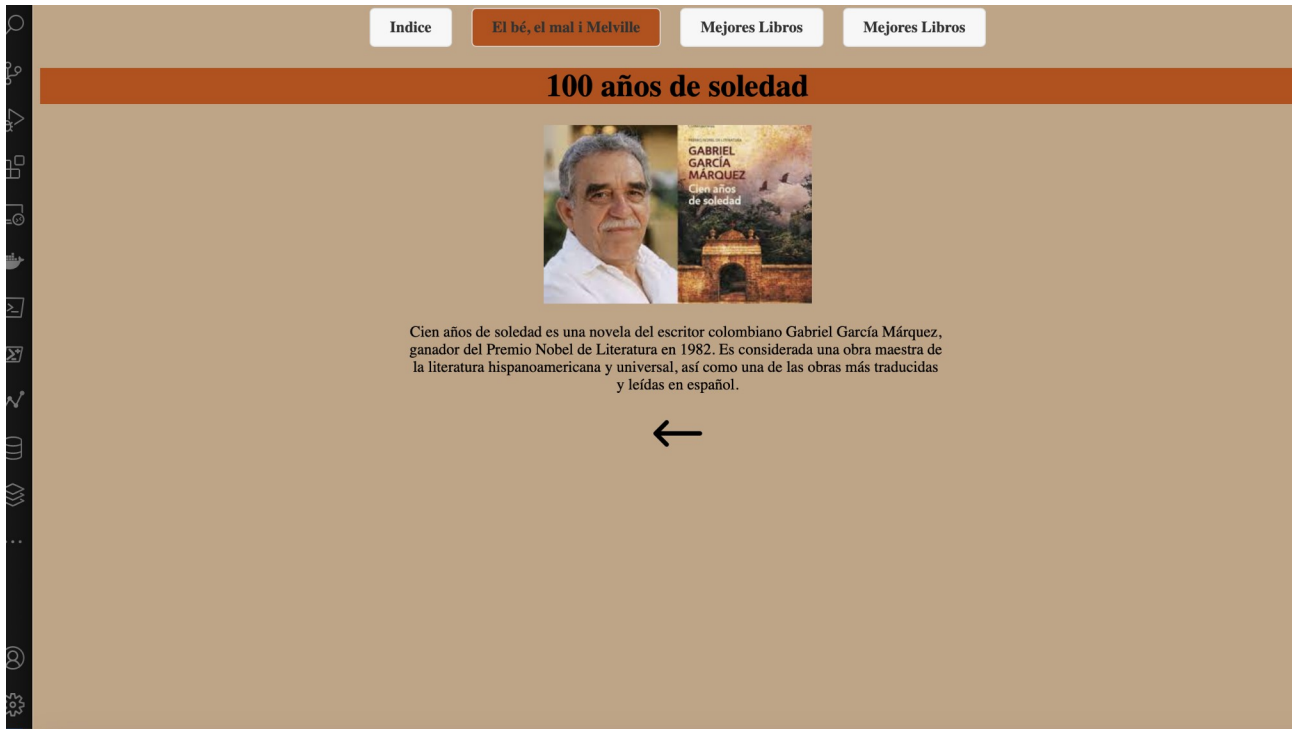 Indice
El bé, el mal i Melville
Mejores Libros
Mejores Libros
100 años de soledad
GABRIEL
GARCÍA
MÁRQUEZ
Cien años
de soledad
Cien años de soledad es una novela del escritor colombiano Gabriel García Márquez,
ganador del Premio Nobel de Literatura en 1982. Es considerada una obra maestra de
la literatura hispanoamericana y universal, así como una de las obras más traducidas
y leídas en español.